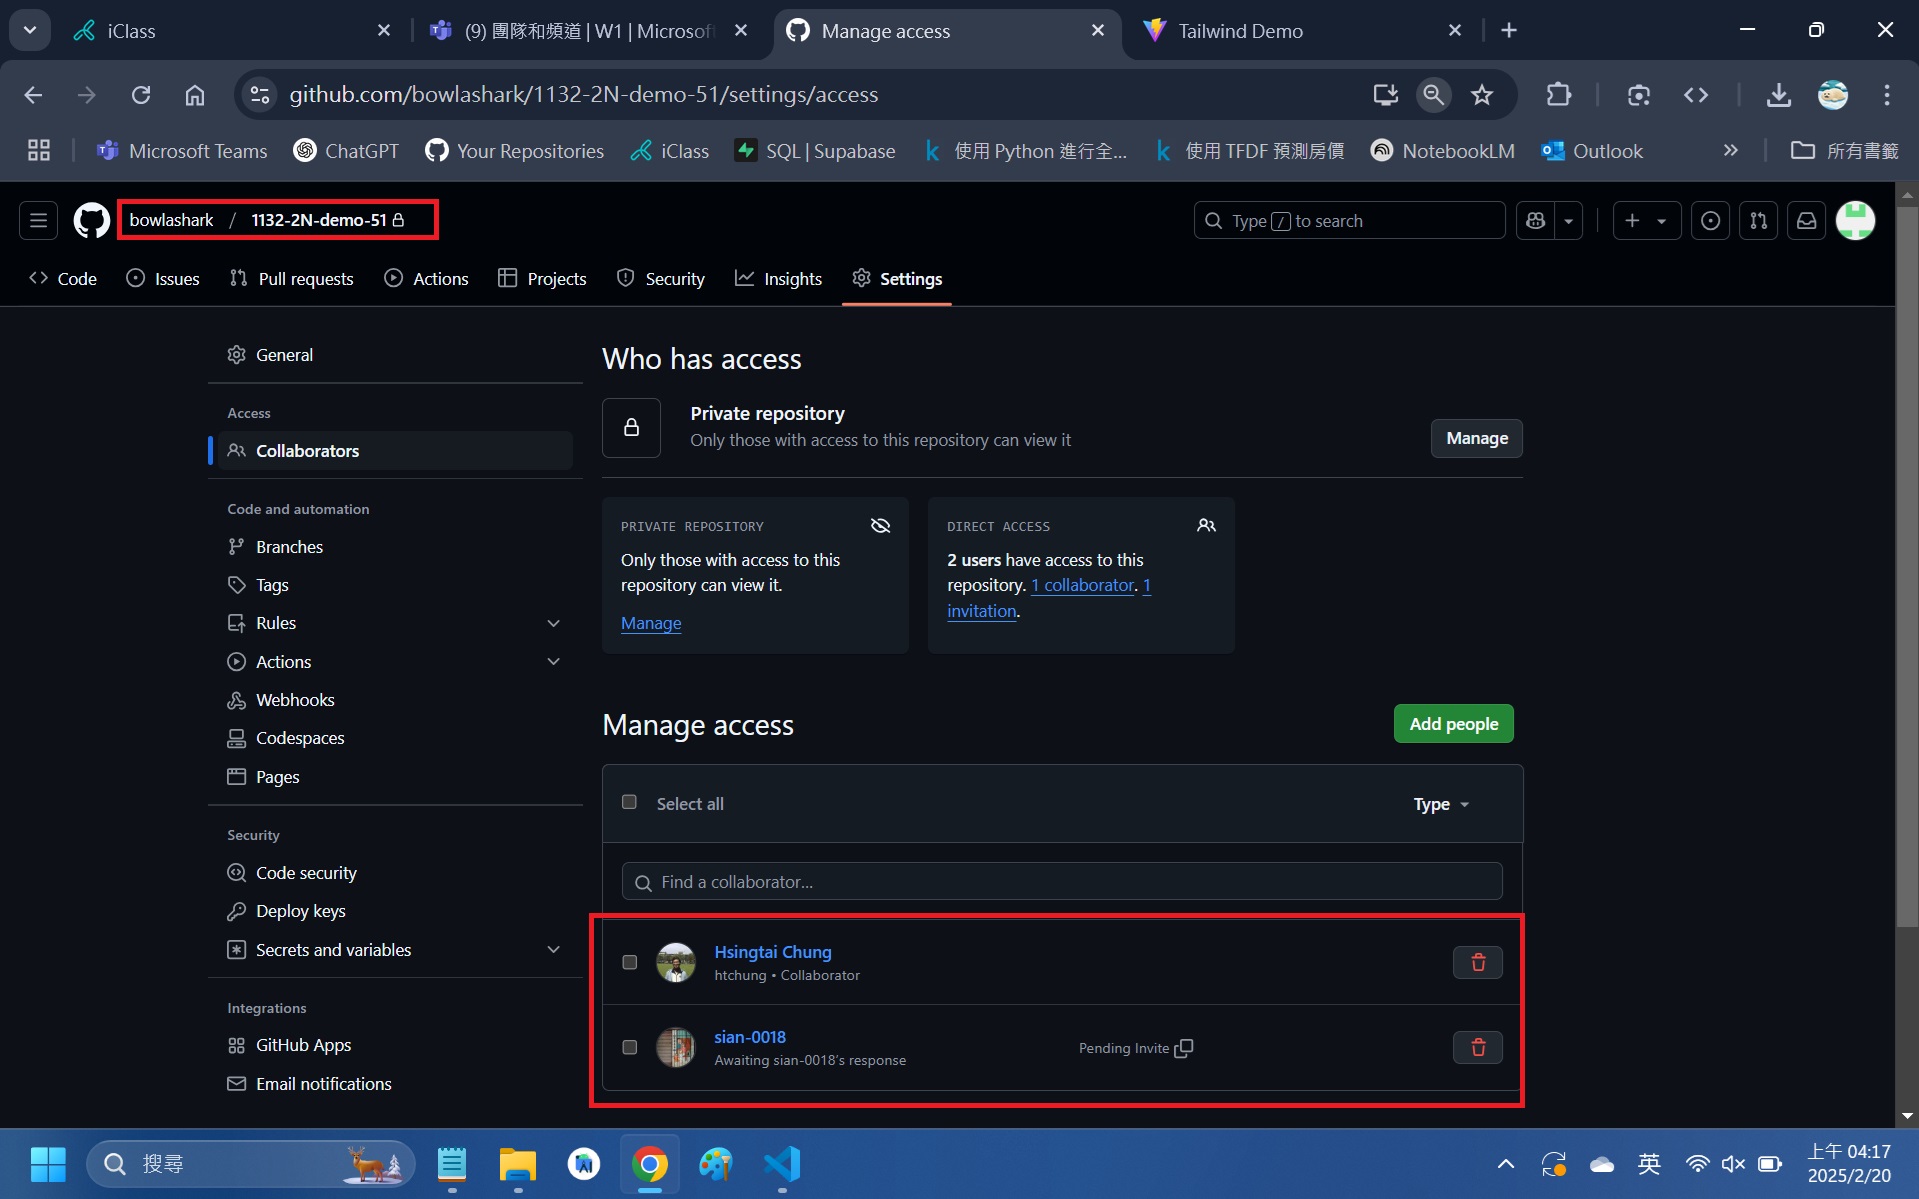 iClass
(9) 團隊和頻道 | W1 | Microsoft
Manage access
Tailwind Demo
github.com/bowlashark/1132-2N-demo-51/settings/access
Microsoft Teams
ChatGPT
Your Repositories
iClass
SQL | Supabase
使用 Python 進行全...
使用 TFDF 預測房價
NotebookLM
Outlook
所有書籤
bowlashark / 1132-2N-demo-51
Type / to search
Code
Issues
Pull requests
Actions
Projects
Security
Insights
Settings
General
Access
Collaborators
Code and automation
Branches
Tags
Rules
Actions
Webhooks
Codespaces
Pages
Security
Code security
Deploy keys
Secrets and variables
Integrations
GitHub Apps
Email notifications
Who has access
Private repository
Only those with access to this repository can view it
Manage
PRIVATE REPOSITORY
Only those with access to this
repository can view it.
Manage
DIRECT ACCESS
2 users have access to this
repository. 1 collaborator. 1
invitation.
Manage access
Add people
Select all
Type
Find a collaborator...
Hsingtai Chung
htchung • Collaborator
sian-0018
Awaiting sian-0018's response
Pending Invite
搜尋
英
上午 04:17
2025/2/20